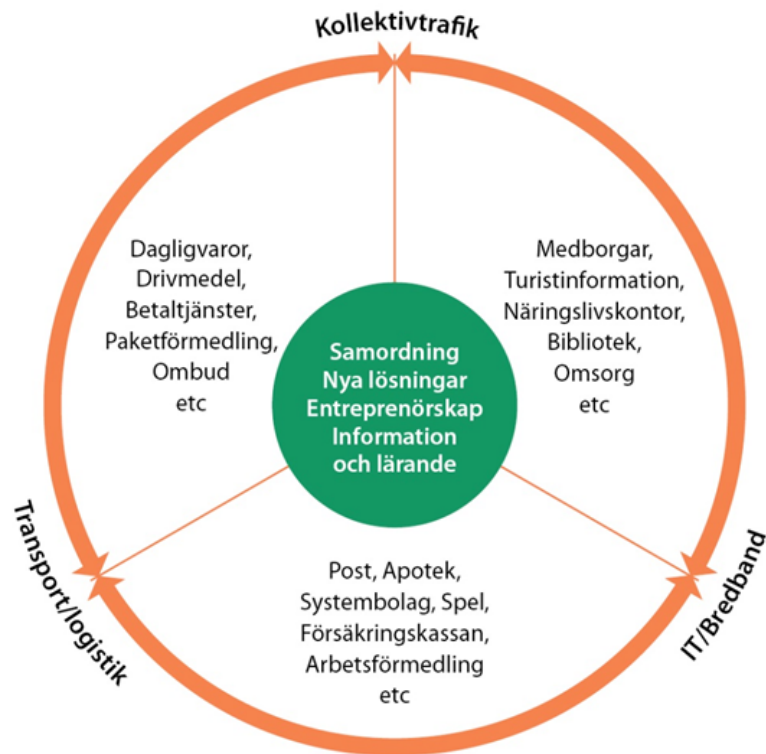 Kollektivtrafik
Dagligvaror,
Drivmedel,
Betaltjänster,
Paketförmedling,
Ombud
etc
Medborgar,
Turistinformation,
Näringslivskontor,
Bibliotek,
Omsorg
etc
Samordning
Nya lösningar
Entreprenörskap
Information
och lärande
Transport/logistik
IT/Bredband
Post, Apotek,
Systembolag, Spel,
Försäkringskassan,
Arbetsförmedling
etc